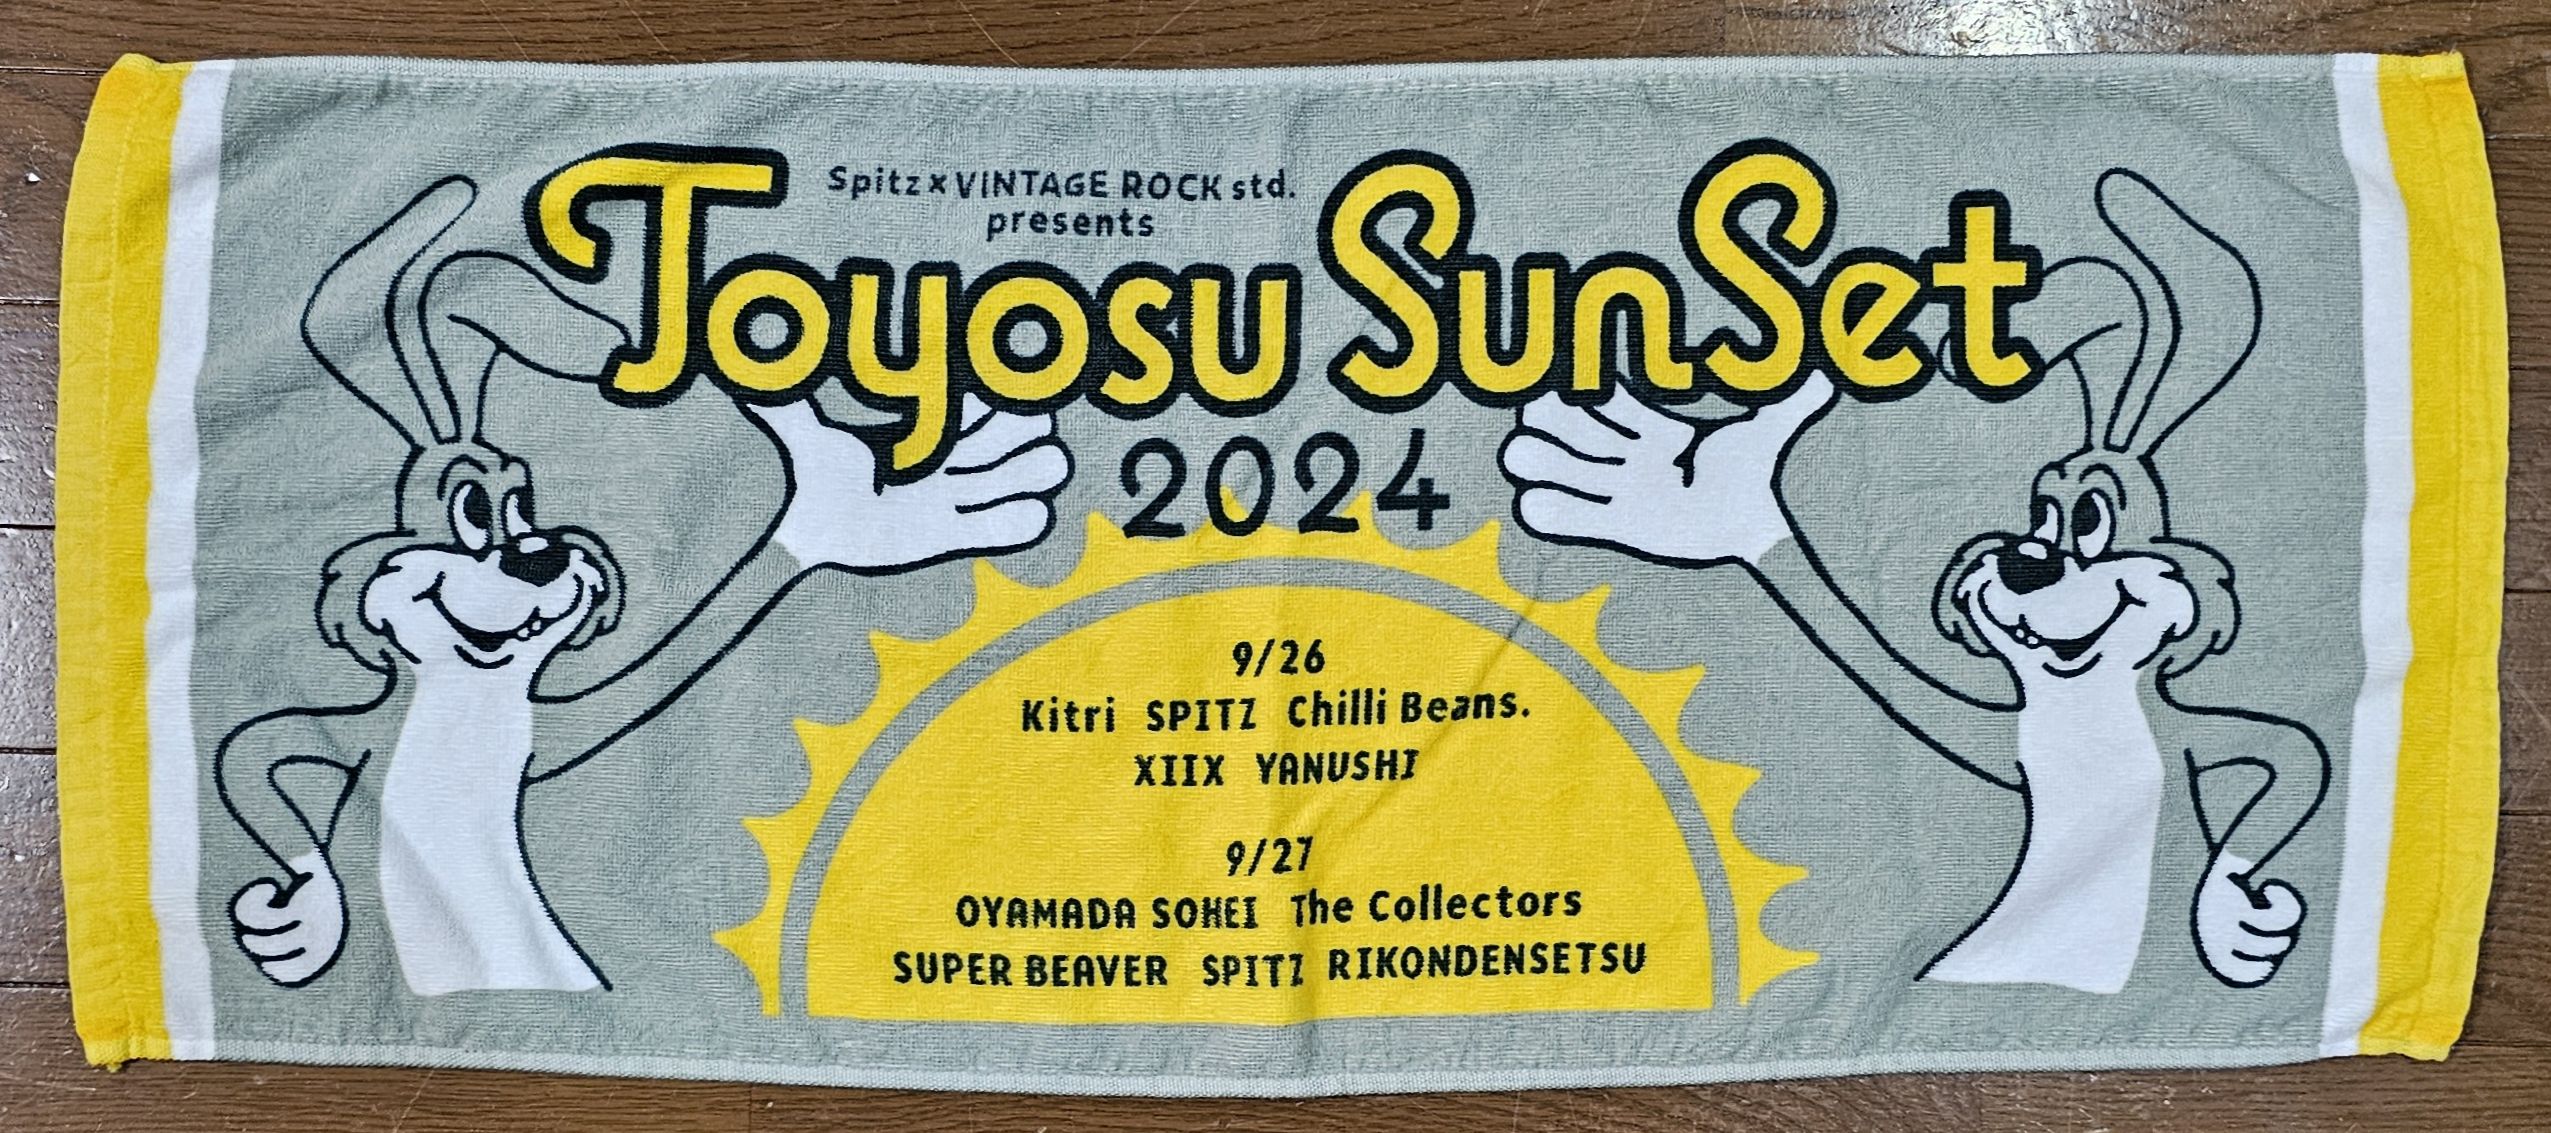 Spitz x VINTAGE ROCK std.
presents
Toyosu SunSet
2024
9/26
Kitri SPITZ Chilli Beans.
XIIX YANUSHI
9/27
OYAMADA SOHEI The Collectors
SUPER BEAVER SPITZ RIKONDENSETSU